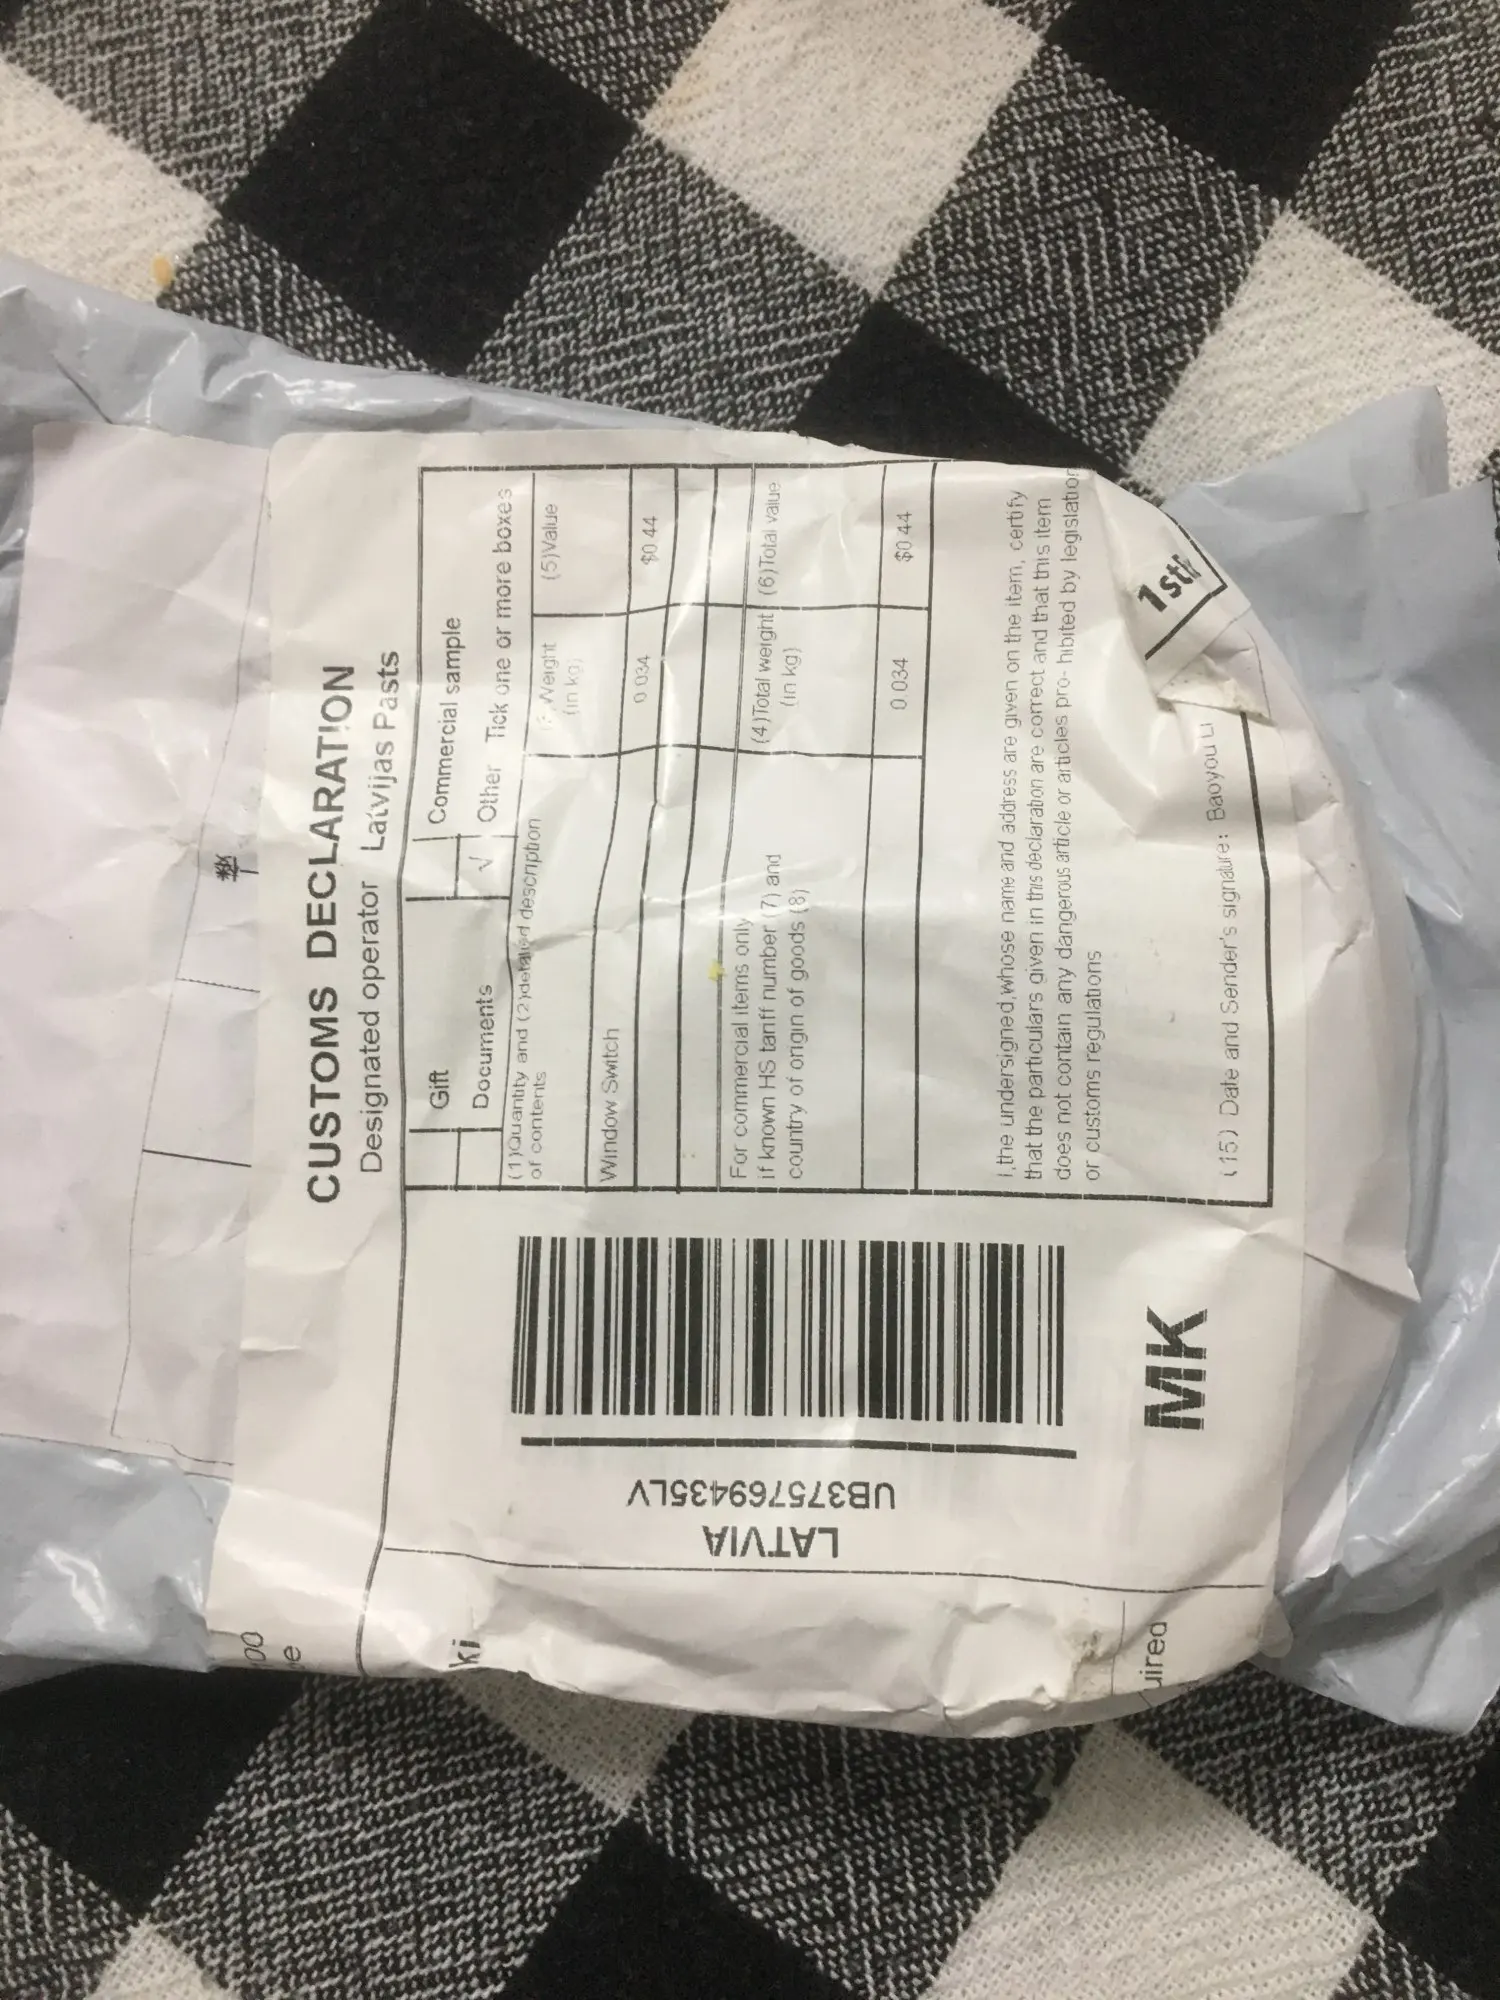 CUSTOMS DECLARATION
Designated operator Latvijas Pasts
Gift
Commercial sample
Documents
√ Other Tick one or more boxes
(1)Quantity and (2)detailed description
of contents
Weight
(in kg)
(5)Value
Window Switch
0.034
$0.44
For commercial items only
if known HS tariff number (7) and
country of origin of goods (8)
(4)Total weight
(in kg)
(6)Total value
0.034
$0.44
I,the undersigned,whose name and address are given on the item, certify
that the particulars given in this declaration are correct and that this item
does not contain any dangerous article or articles pro- hibited by legislation
or customs regulations
(15) Date and Sender's signature: Baoyou Li
LATVIA
UB375769435LV
MK
ki